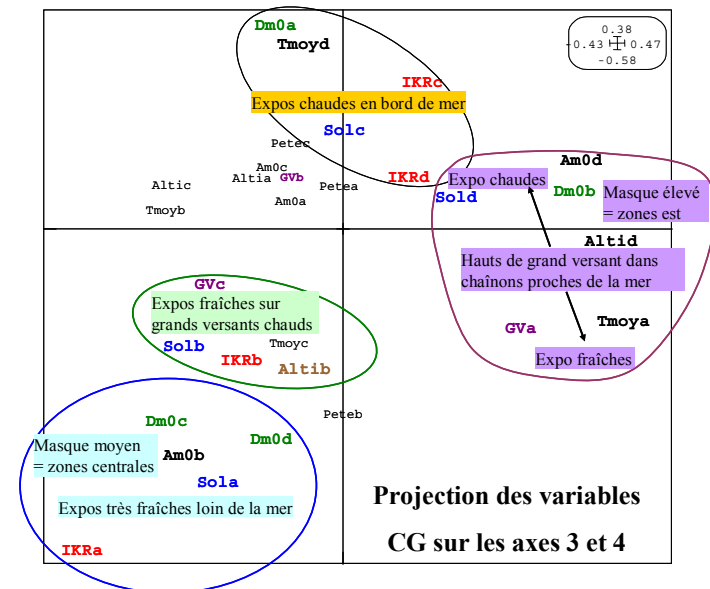 Dm0a
Tmoyd
0.38
-0.43 0.47
-0.58
IKRc
Expos chaudes en bord de mer
Solc
Petec
Am0c
Altia GVb
Altic
Petea
IKRd
Am0a
Tmoyb
Am0d
Expo chaudes
Dm0b
Masque élevé
= zones est
Sold
Altid
Hauts de grand versant dans
chaînons proches de la mer
GVa
Tmoya
Expo fraîches
GVc
Expos fraîches sur
grands versants chauds
Solb
Tmoyc
IKRb
Altib
Peteb
Dm0c
Dm0d
Masque moyen
= zones centrales
Am0b
Sola
Expos très fraîches loin de la mer
IKRa
Projection des variables
CG sur les axes 3 et 4